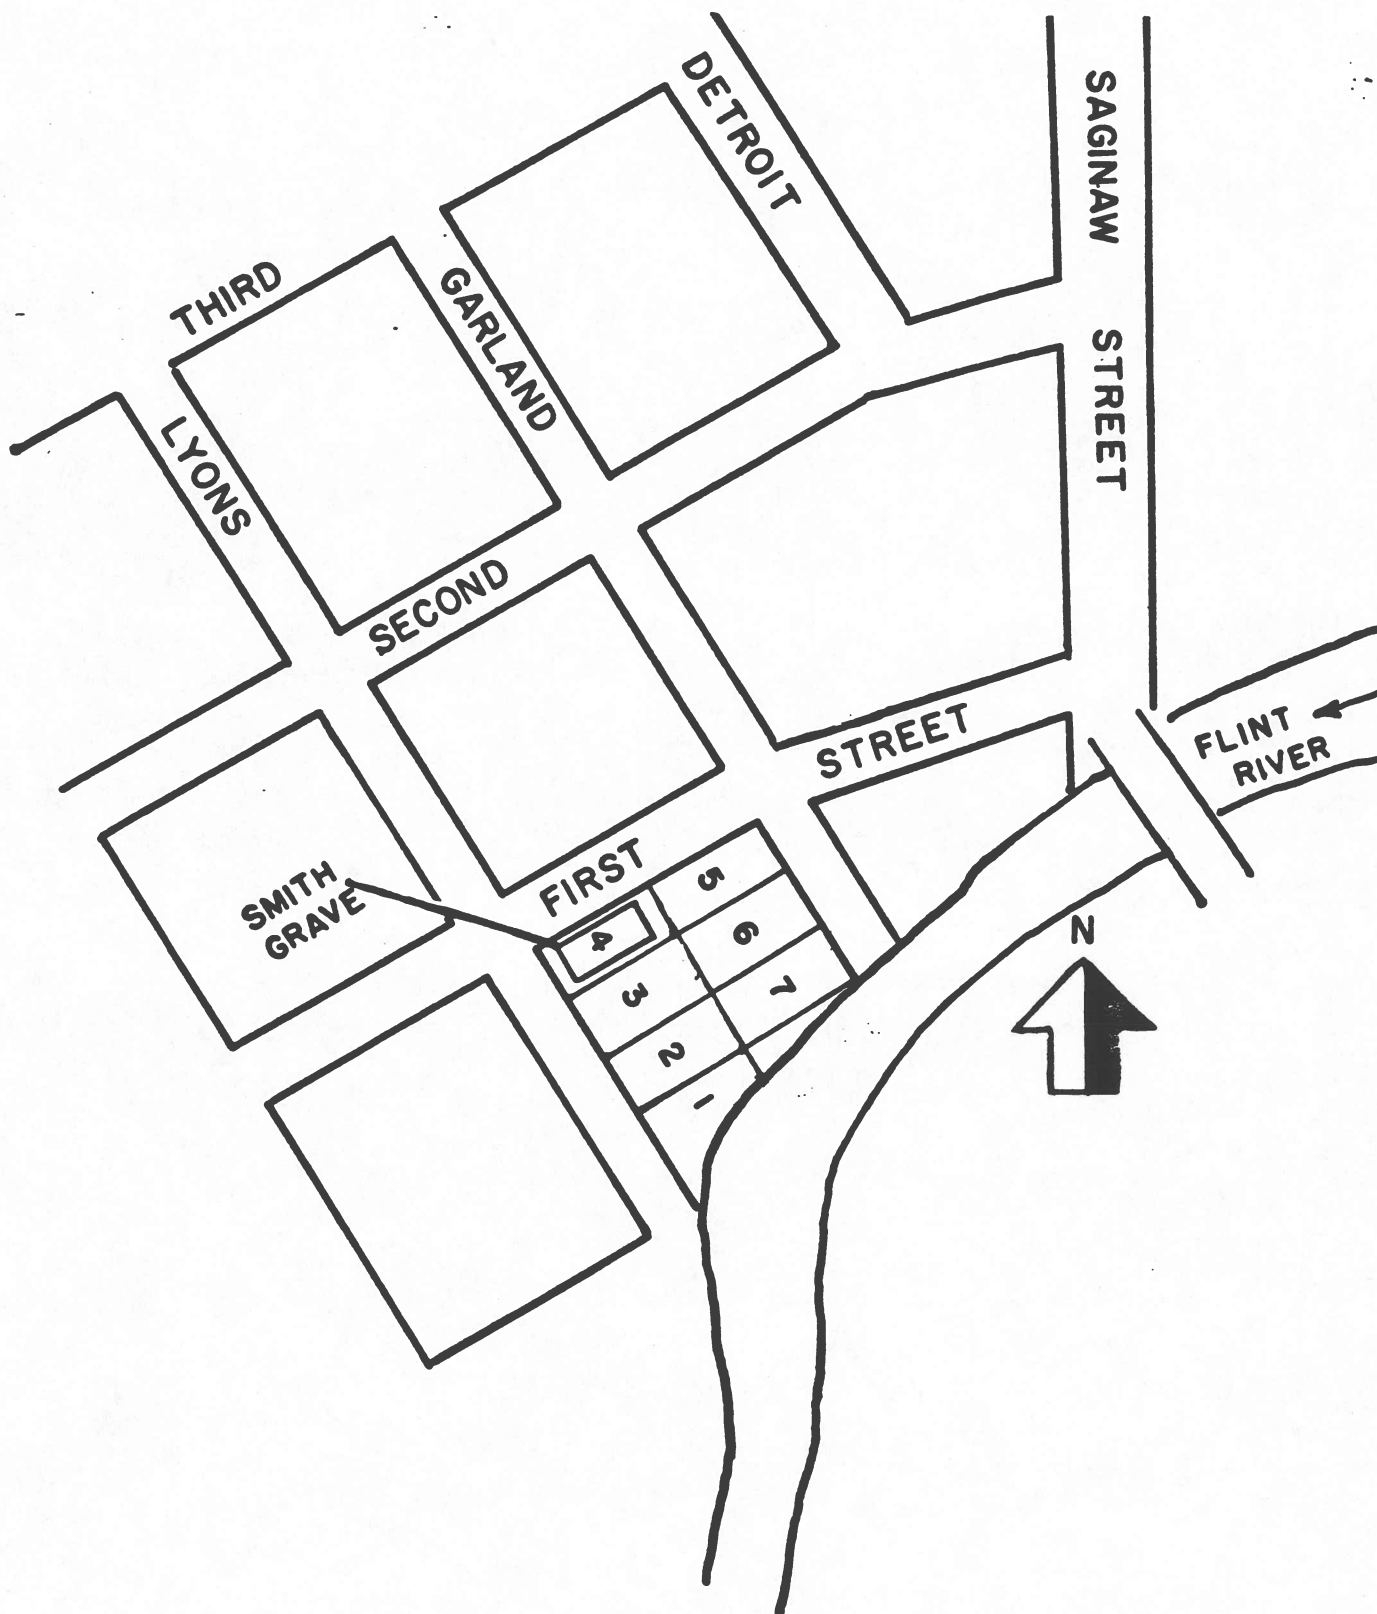 DETROIT
SAGINAW STREET
THIRD
GARLAND
LYONS
SECOND
STREET
FLINT
RIVER
FIRST
SMITH
GRAVE
5
4
6
3
7
2
1
N